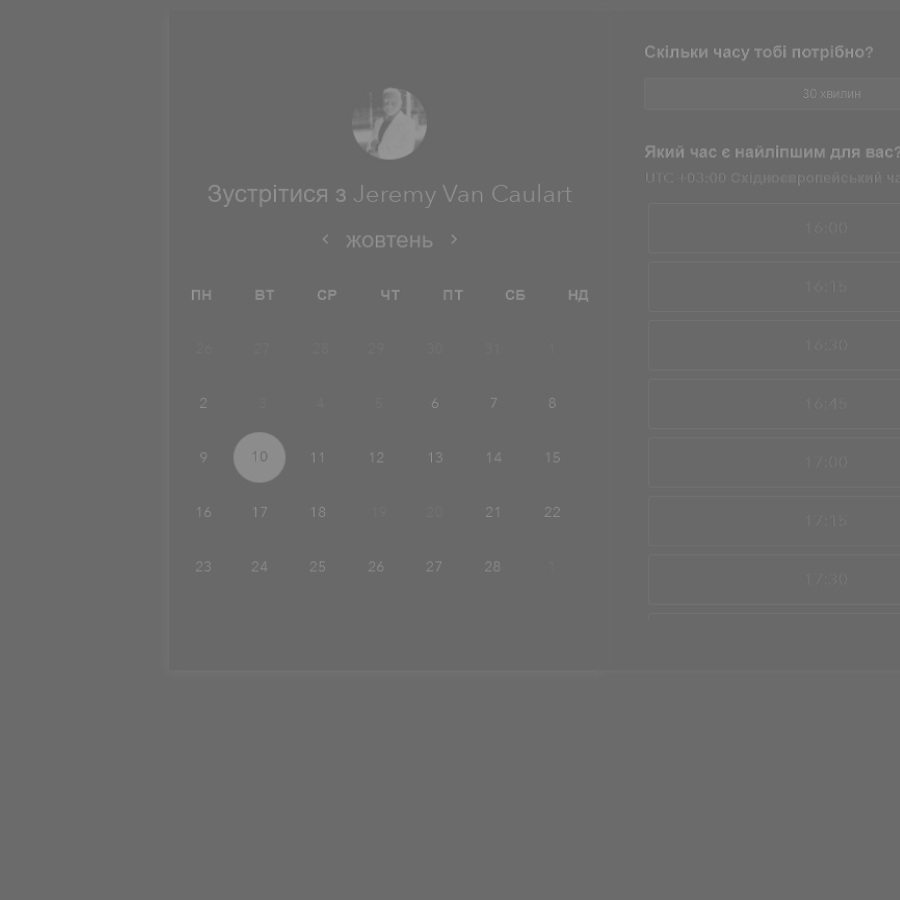 Зустрітися з Jeremy Van Caulart
‹ жовтень ›
ПН ВТ СР ЧТ ПТ СБ НД
26 27 28 29 30 31 1
2 3 4 5 6 7 8
9 10 11 12 13 14 15
16 17 18 19 20 21 22
23 24 25 26 27 28 1
Скільки часу тобі потрібно?
30 хвилин
Який час є найліпшим для вас?
UTC +03:00 Східноєвропейський
16:00
16:15
16:30
16:45
17:00
17:15
17:30